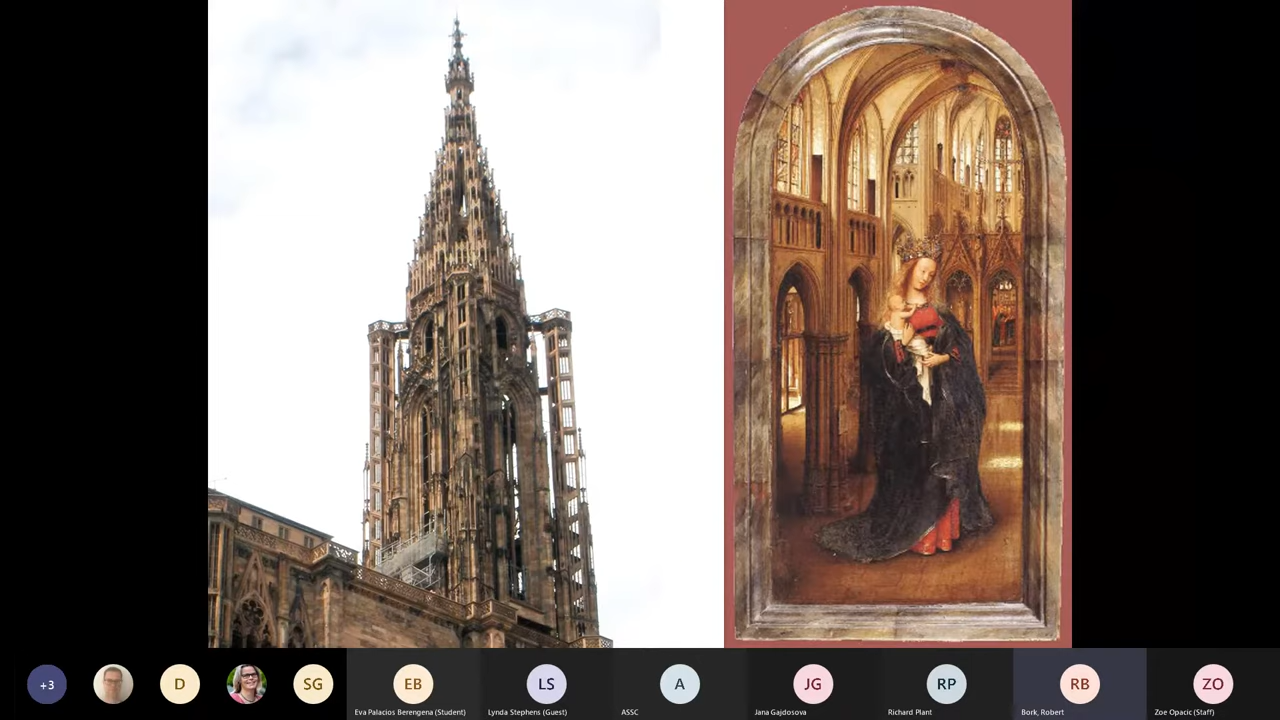 +3
D
SG
EB
LS
A
JG
RP
RB
ZO
Eva Palacios Berengena (Student)
Lynda Stephens (Guest)
ASSC
Jana Gajdosova
Richard Plant
Bork, Robert
Zoe Opacic (Staff)